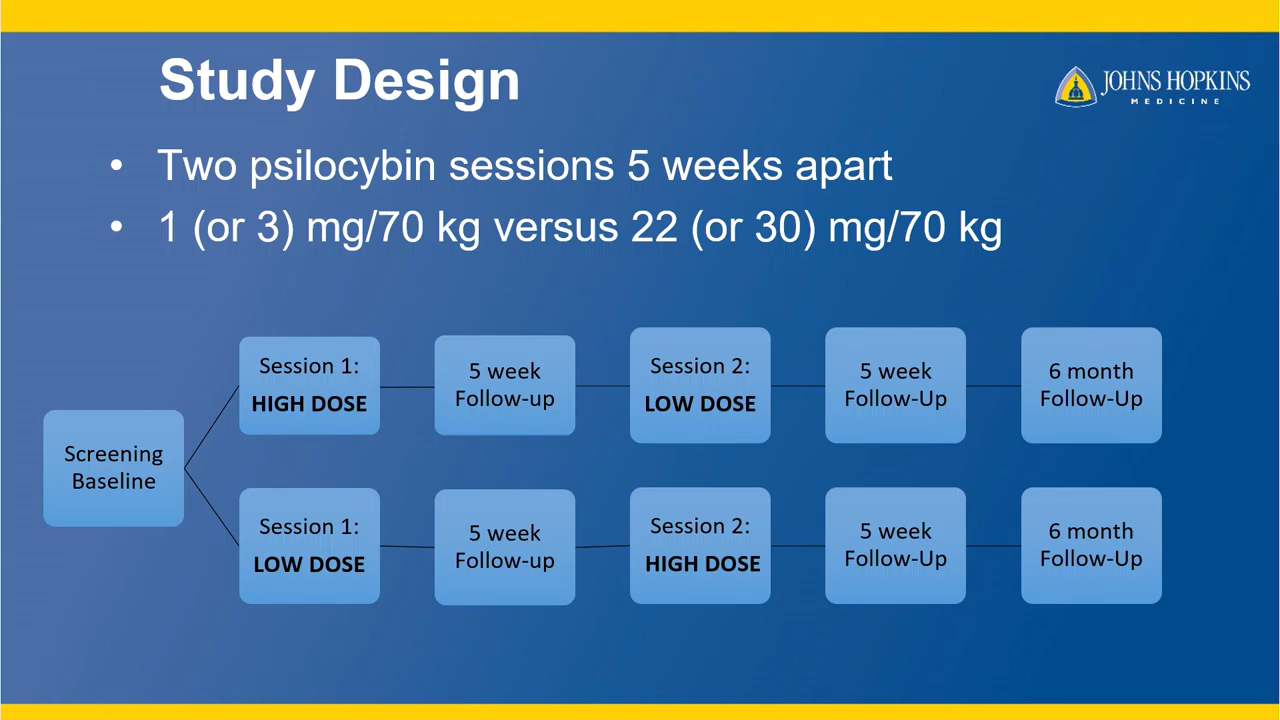 Study Design
JOHNS HOPKINS
MEDICINE
• Two psilocybin sessions 5 weeks apart
• 1 (or 3) mg/70 kg versus 22 (or 30) mg/70 kg
Screening
Baseline
Session 1:
HIGH DOSE
5 week
Follow-up
Session 2:
LOW DOSE
5 week
Follow-Up
6 month
Follow-Up
Session 1:
LOW DOSE
5 week
Follow-up
Session 2:
HIGH DOSE
5 week
Follow-Up
6 month
Follow-Up